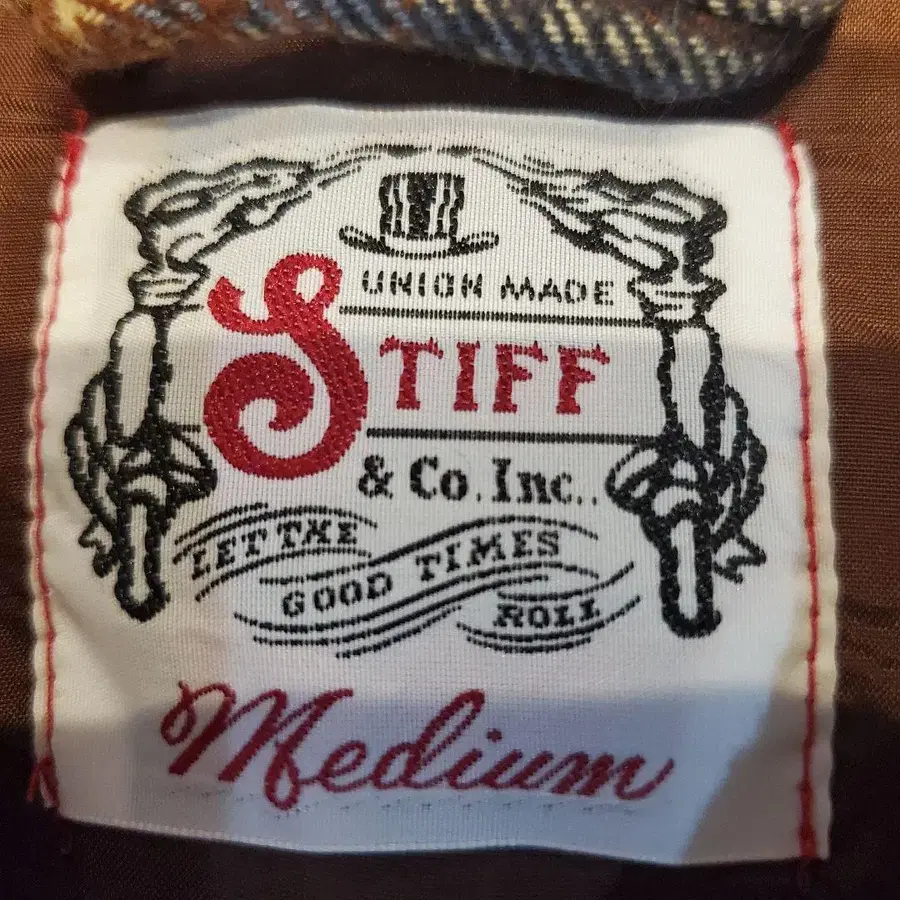 UNION MADE
STIFF
& Co. Inc..
LET THE
GOOD TIMES
ROLL
Medium